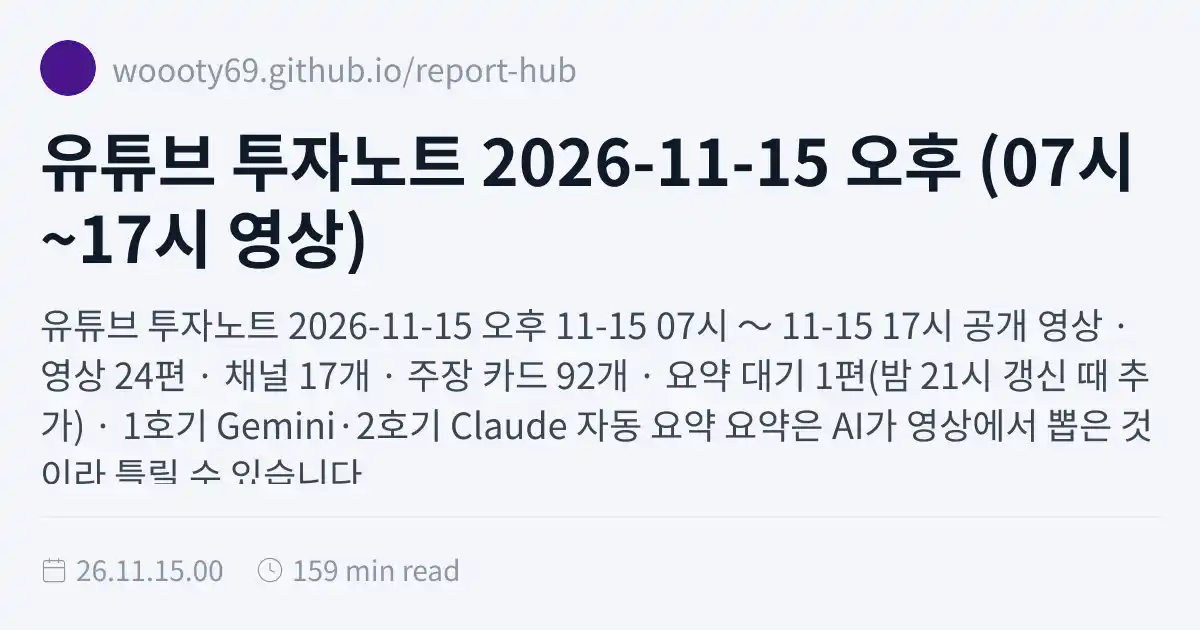 woooty69.github.io/report-hub
유튜브 투자노트 2026-11-15 오후 (07시
~17시 영상)
유튜브 투자노트 2026-11-15 오후 11-15 07시 ～ 11-15 17시 공개 영상 ·
영상 24편 · 채널 17개 · 주장 카드 92개 · 요약 대기 1편(밤 21시 갱신 때 추
가) · 1호기 Gemini·2호기 Claude 자동 요약 요약은 AI가 영상에서 뽑은 것
이라 틀릴 수 있습니다
26.11.15.00
159 min read